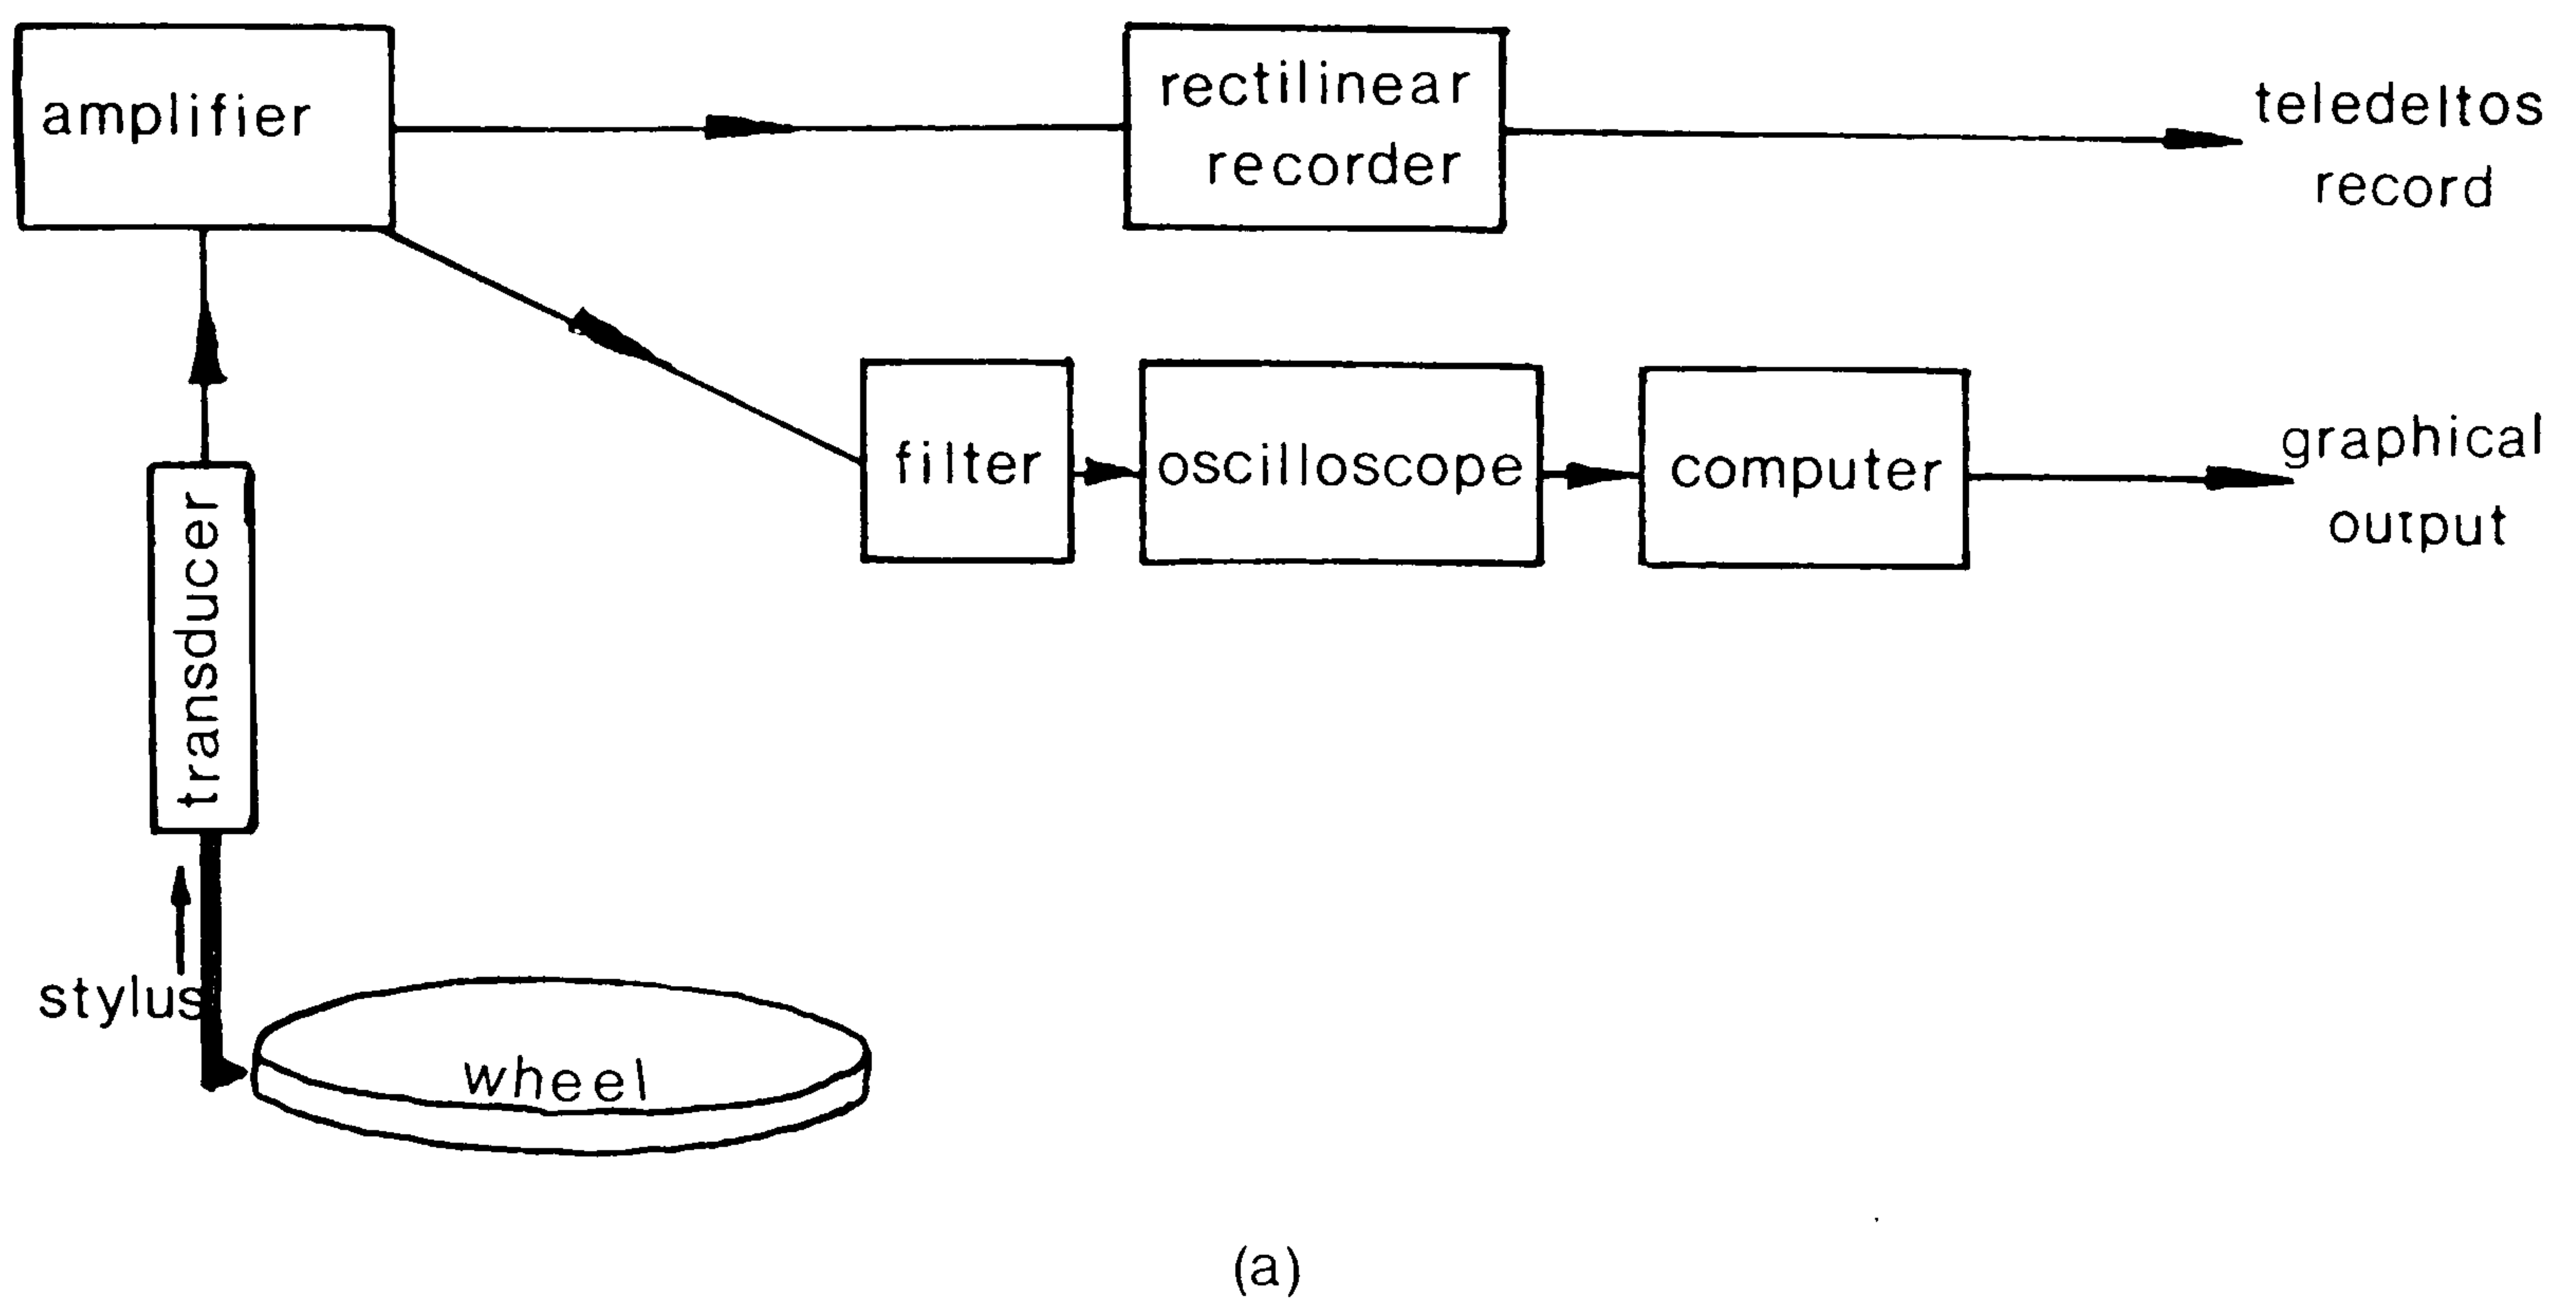 amplifier
rectilinear
recorder
teledeltos
record
filter
oscilloscope
computer
graphical
output
transducer
stylus
wheel
(a)